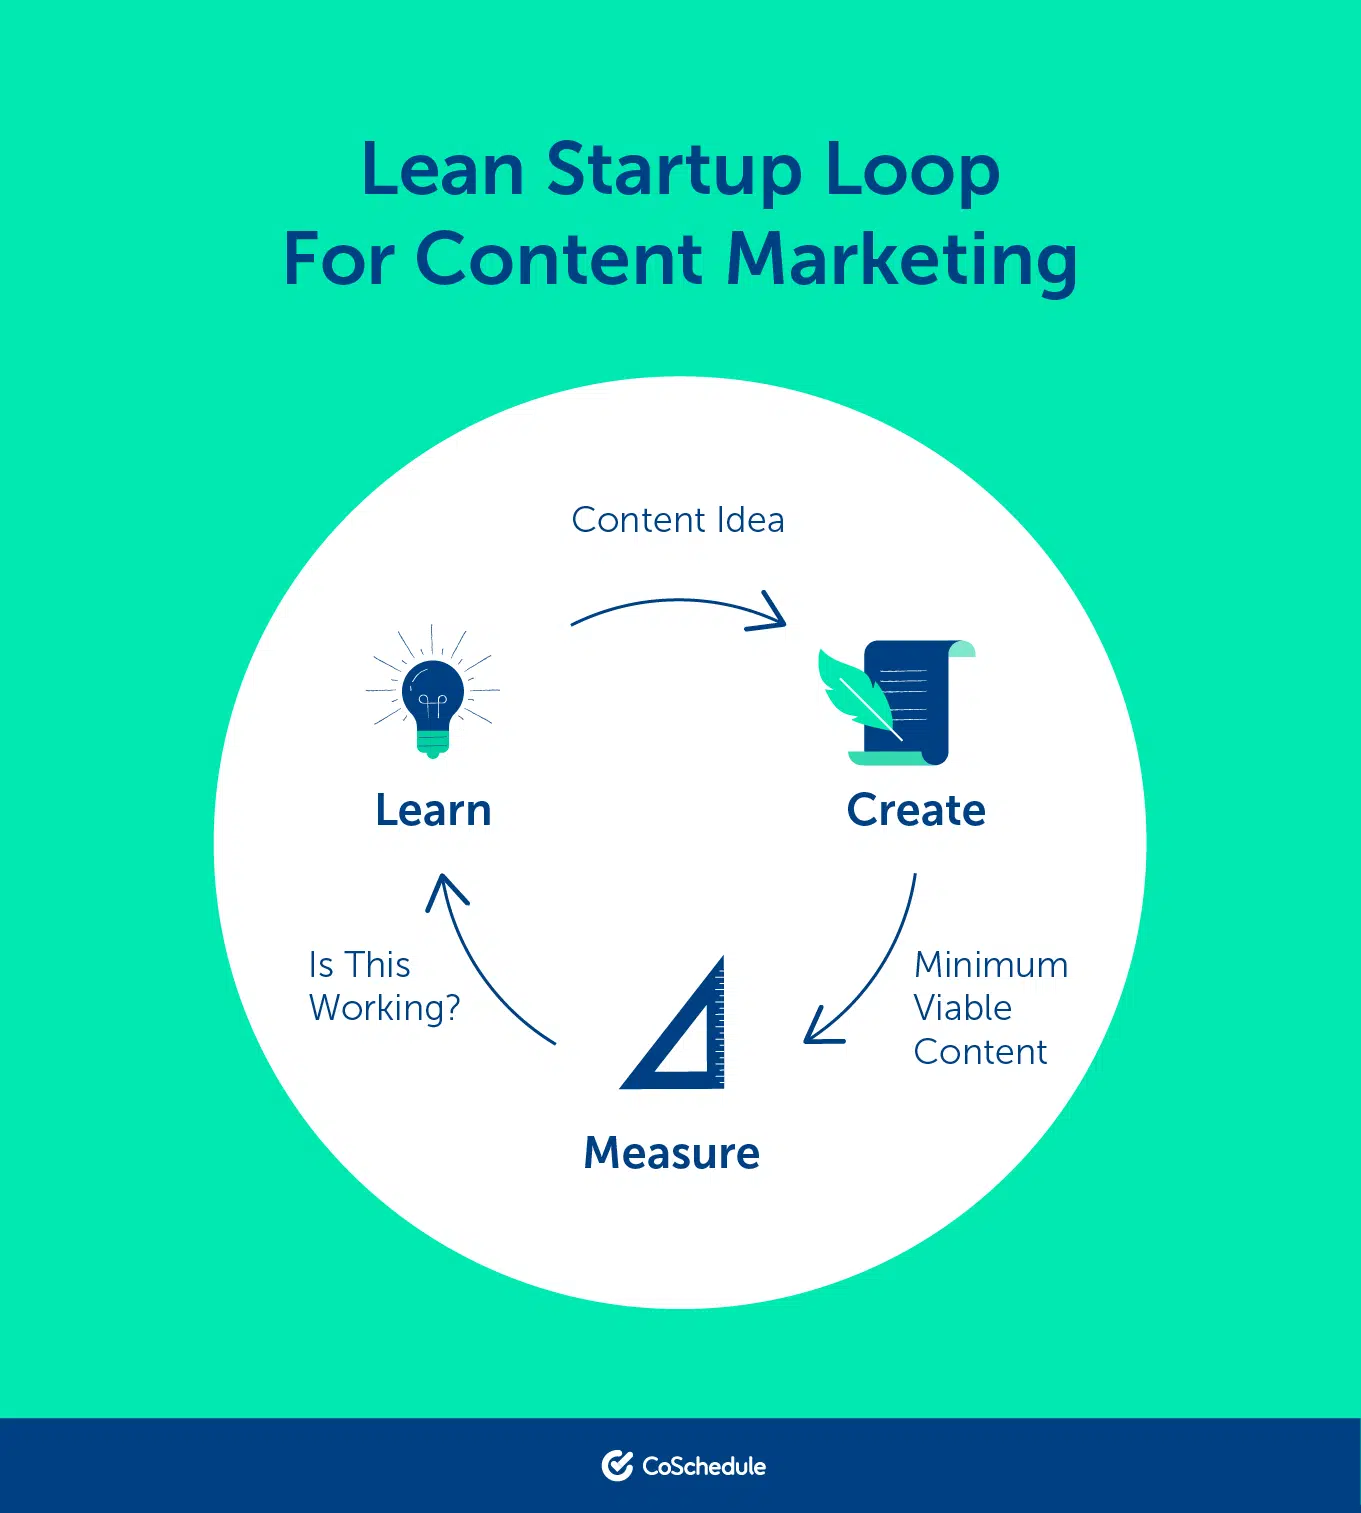 Lean Startup Loop
For Content Marketing
Content Idea
Learn
Create
Is This
Working?
Minimum
Viable
Content
Measure
CoSchedule